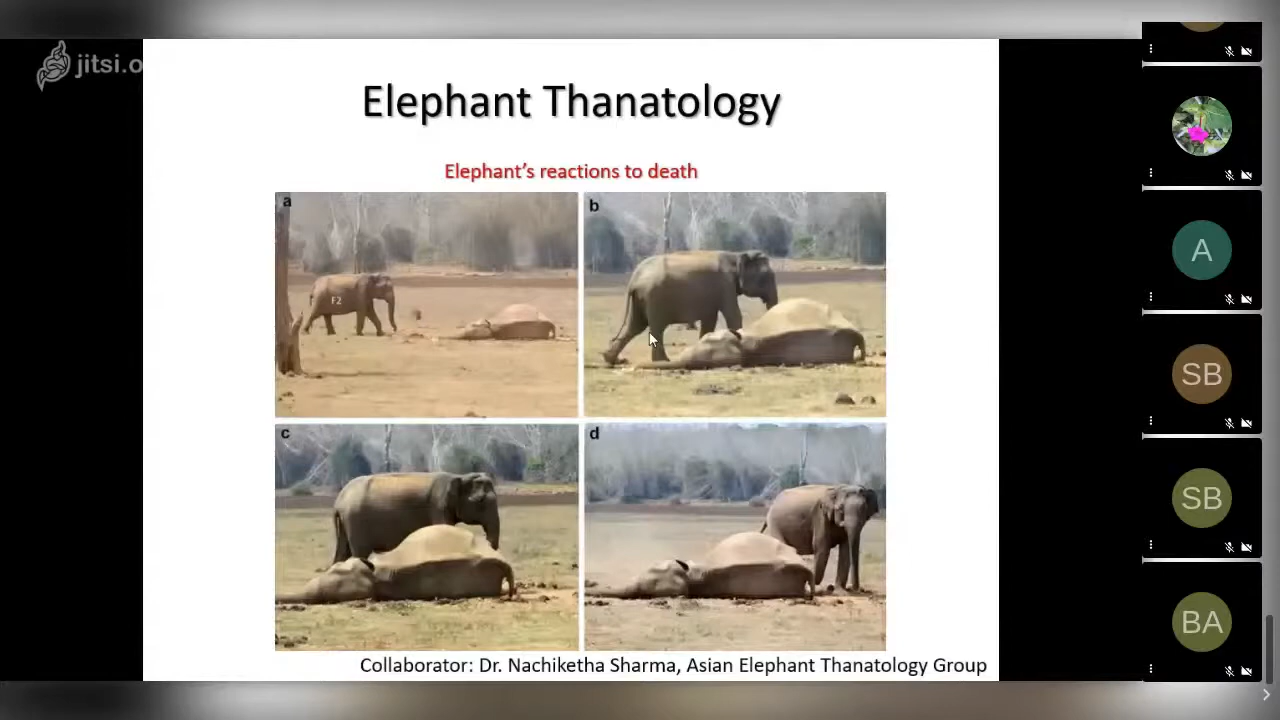 jitsi.o
Elephant Thanatology
Elephant's reactions to death
a
b
F2
c
d
Collaborator: Dr. Nachiketha Sharma, Asian Elephant Thanatology Group
A
SB
SB
BA